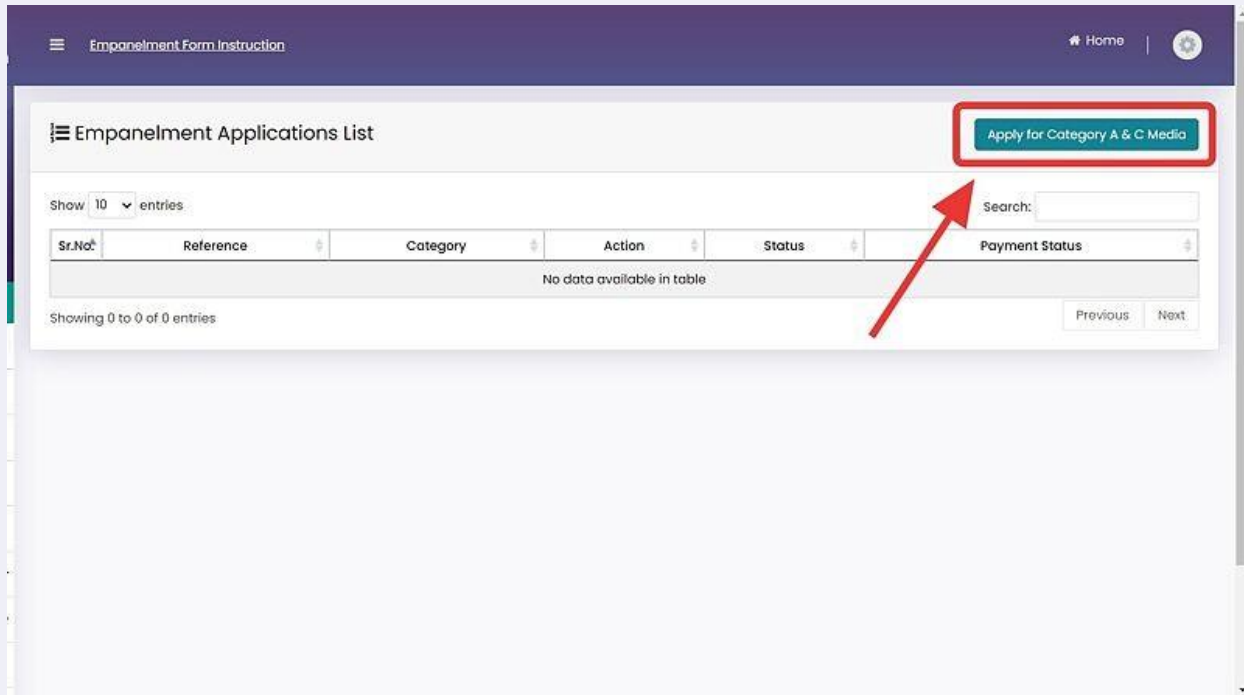 Empanelment Form Instruction
Home |
Empanelment Applications List
Apply for Category A & C Media
Show 10 entries
Search:
Sr.No. Reference Category Action Status Payment Status
No data available in table
Showing 0 to 0 of 0 entries
Previous Next